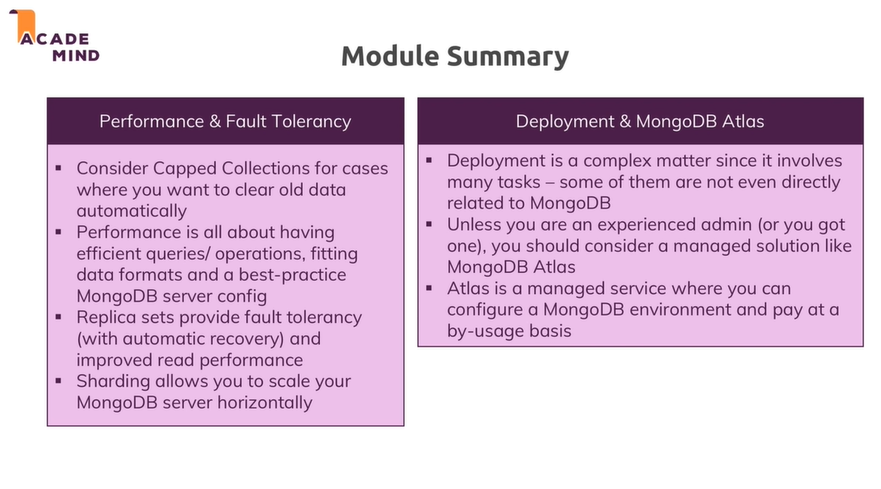 ACADE
MIND
Module Summary
Performance & Fault Tolerancy
▪ Consider Capped Collections for cases
where you want to clear old data
automatically
▪ Performance is all about having
efficient queries/ operations, fitting
data formats and a best-practice
MongoDB server config
▪ Replica sets provide fault tolerancy
(with automatic recovery) and
improved read performance
▪ Sharding allows you to scale your
MongoDB server horizontally
Deployment & MongoDB Atlas
▪ Deployment is a complex matter since it involves
many tasks – some of them are not even directly
related to MongoDB
▪ Unless you are an experienced admin (or you got
one), you should consider a managed solution like
MongoDB Atlas
▪ Atlas is a managed service where you can
configure a MongoDB environment and pay at a
by-usage basis